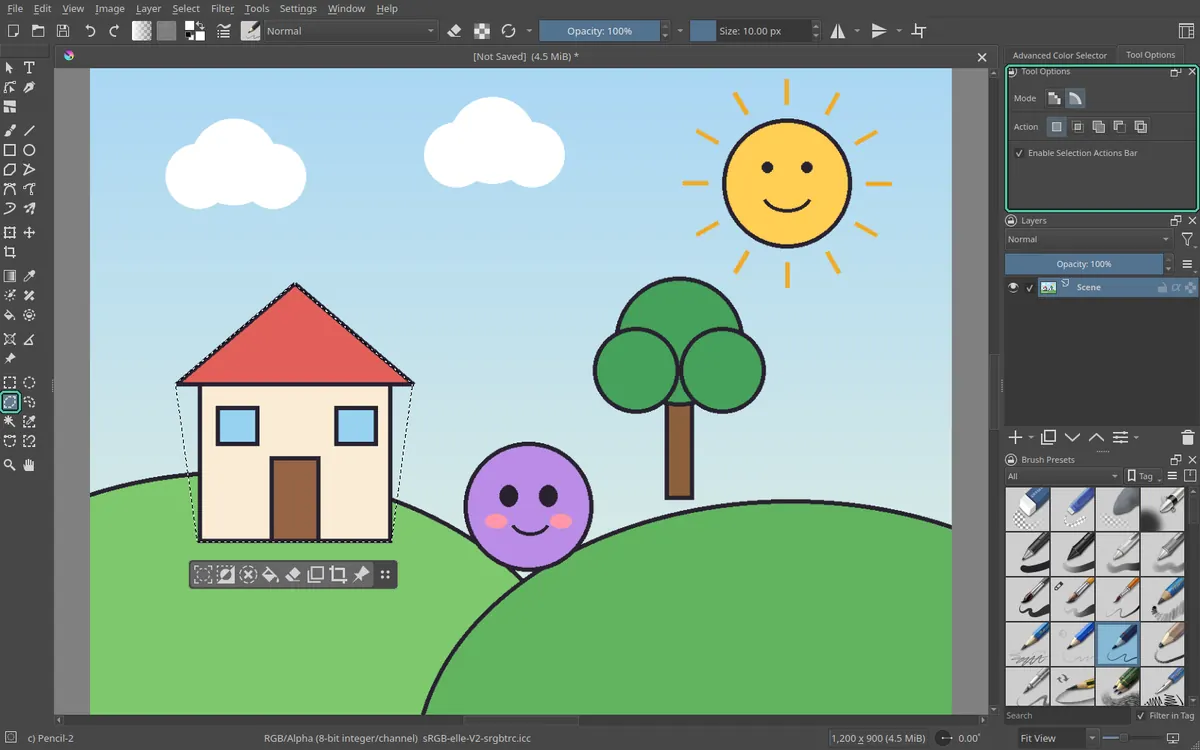 File Edit View Image Layer Select Filter Tools Settings Window Help
Normal Opacity: 100% Size: 10.00 px
[Not Saved] (4.5 MiB) *
Advanced Color Selector Tool Options
Tool Options
Mode
Action
Enable Selection Actions Bar
Layers
Normal
Opacity: 100%
Scene
Brush Presets
All Tag
Search Filter in Tag
c) Pencil-2 RGB/Alpha (8-bit integer/channel) sRGB-elle-V2-srgbtrc.icc 1,200 x 900 (4.5 MiB) 0.00° Fit View